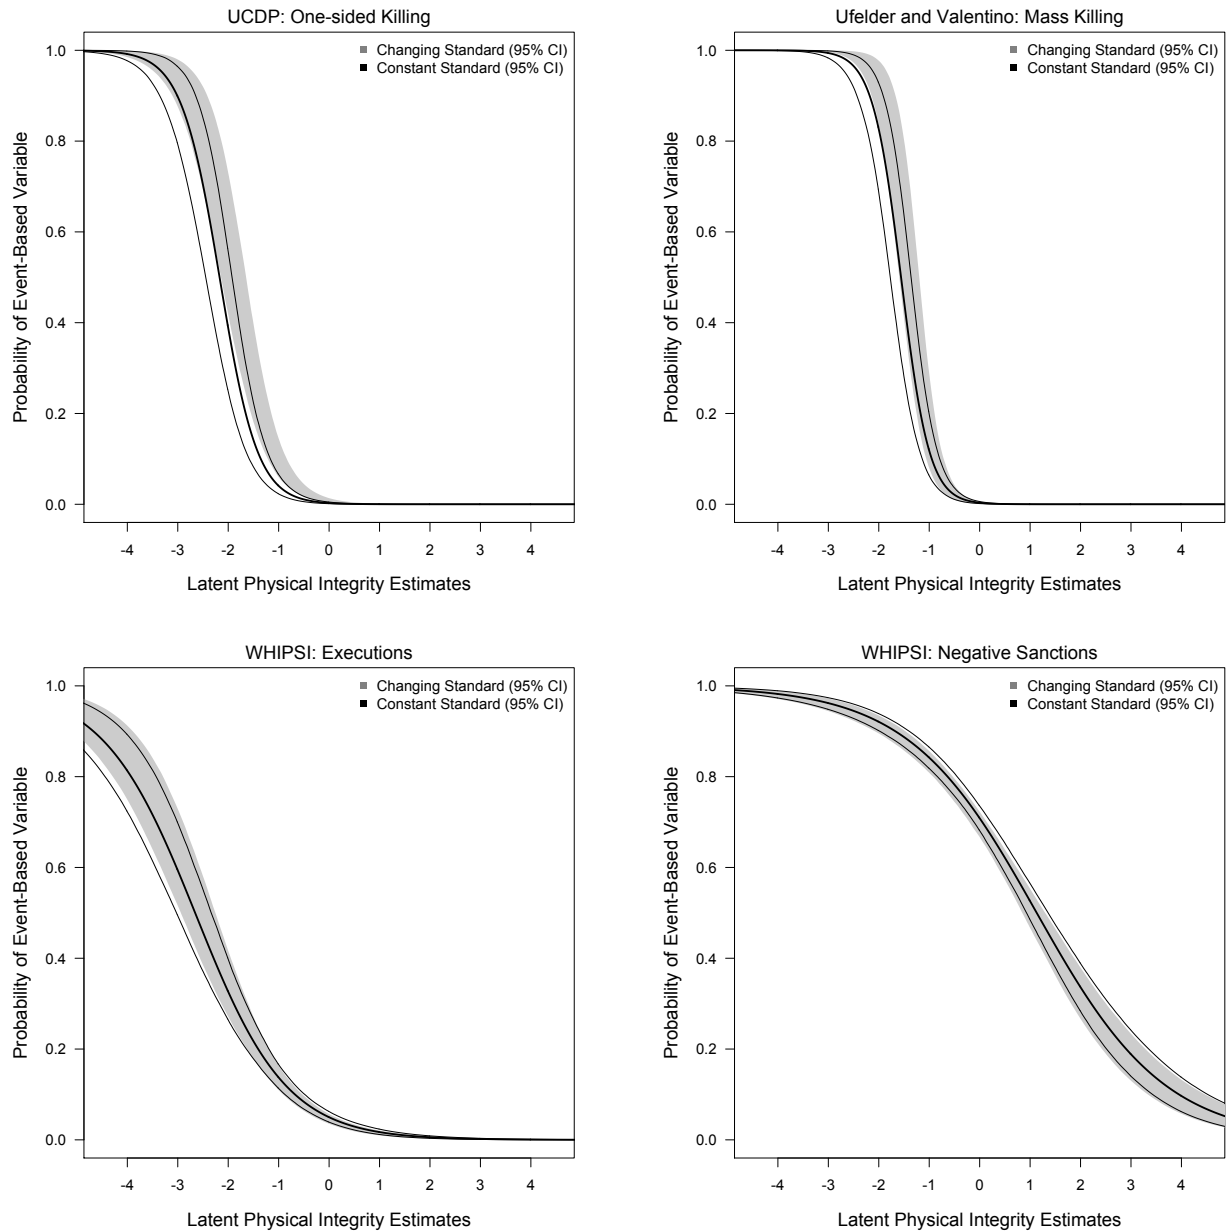 UCDP: One-sided Killing
Changing Standard (95% CI)
Constant Standard (95% CI)
1.0
0.8
0.6
0.4
0.2
0.0
Probability of Event-Based Variable
-4 -3 -2 -1 0 1 2 3 4
Latent Physical Integrity Estimates
Ufelder and Valentino: Mass Killing
Changing Standard (95% CI)
Constant Standard (95% CI)
1.0
0.8
0.6
0.4
0.2
0.0
Probability of Event-Based Variable
-4 -3 -2 -1 0 1 2 3 4
Latent Physical Integrity Estimates
WHIPSI: Executions
Changing Standard (95% CI)
Constant Standard (95% CI)
1.0
0.8
0.6
0.4
0.2
0.0
Probability of Event-Based Variable
-4 -3 -2 -1 0 1 2 3 4
Latent Physical Integrity Estimates
WHIPSI: Negative Sanctions
Changing Standard (95% CI)
Constant Standard (95% CI)
1.0
0.8
0.6
0.4
0.2
0.0
Probability of Event-Based Variable
-4 -3 -2 -1 0 1 2 3 4
Latent Physical Integrity Estimates